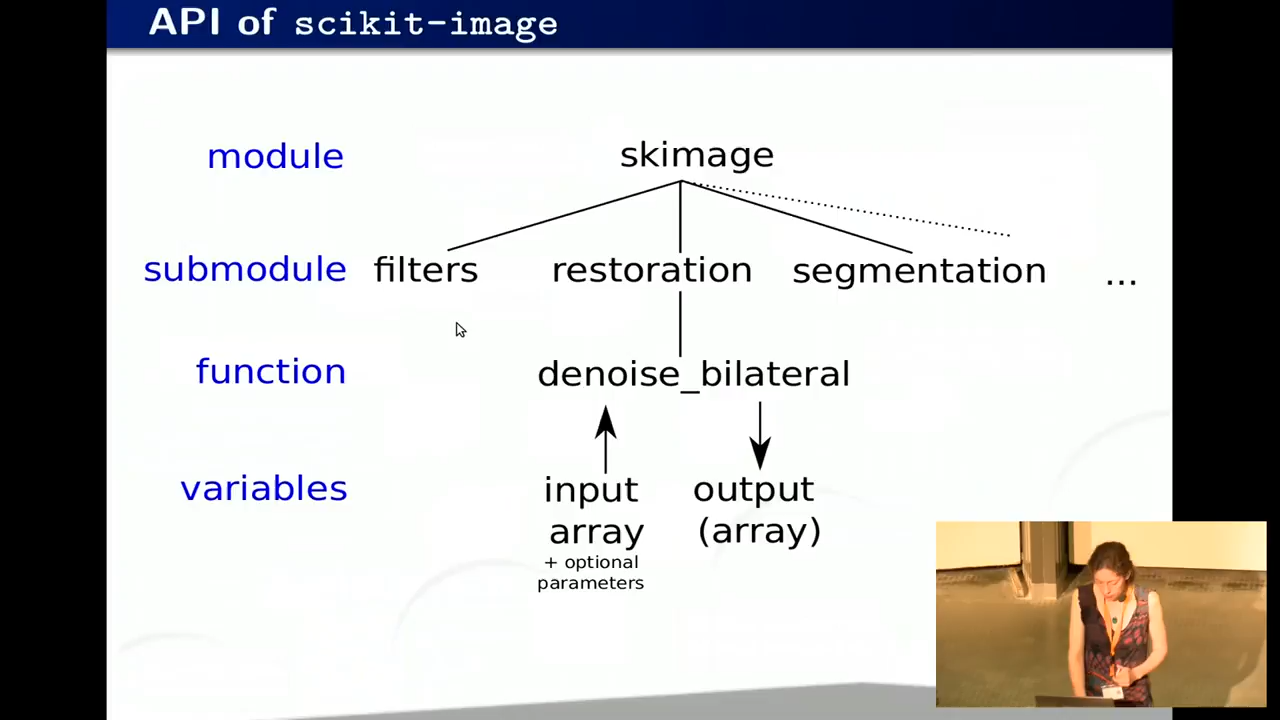 API of scikit-image
module skimage
submodule filters restoration segmentation ...
function denoise_bilateral
variables input output
array (array)
+ optional
parameters